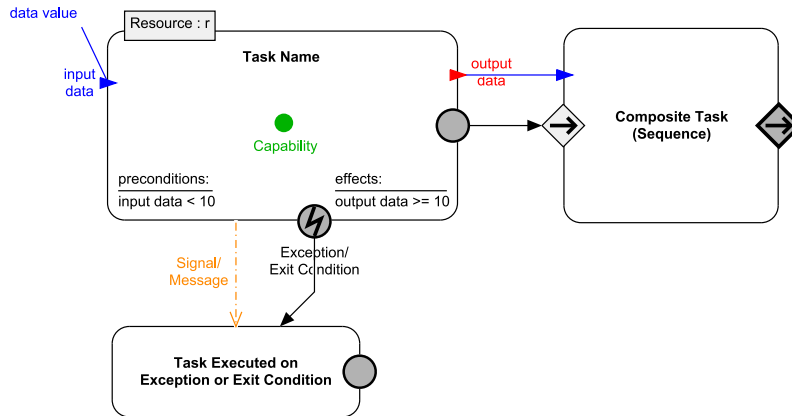 data value
Resource : r
Task Name
input
data
output
data
Capability
preconditions:
input data < 10
effects:
output data >= 10
Composite Task
(Sequence)
Signal/
Message
Exception/
Exit Condition
Task Executed on
Exception or Exit Condition